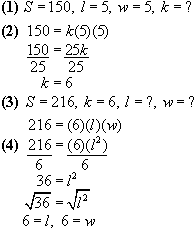 (1) S = 150, l = 5, w = 5, k = ?
(2) 150 = k(5)(5)
150/25 = 25k/25
k = 6
(3) S = 216, k = 6, l = ?, w = ?
216 = (6)(l)(w)
(4) 216/6 = (6)(l²)/6
36 = l²
√36 = √l²
6 = l, 6 = w